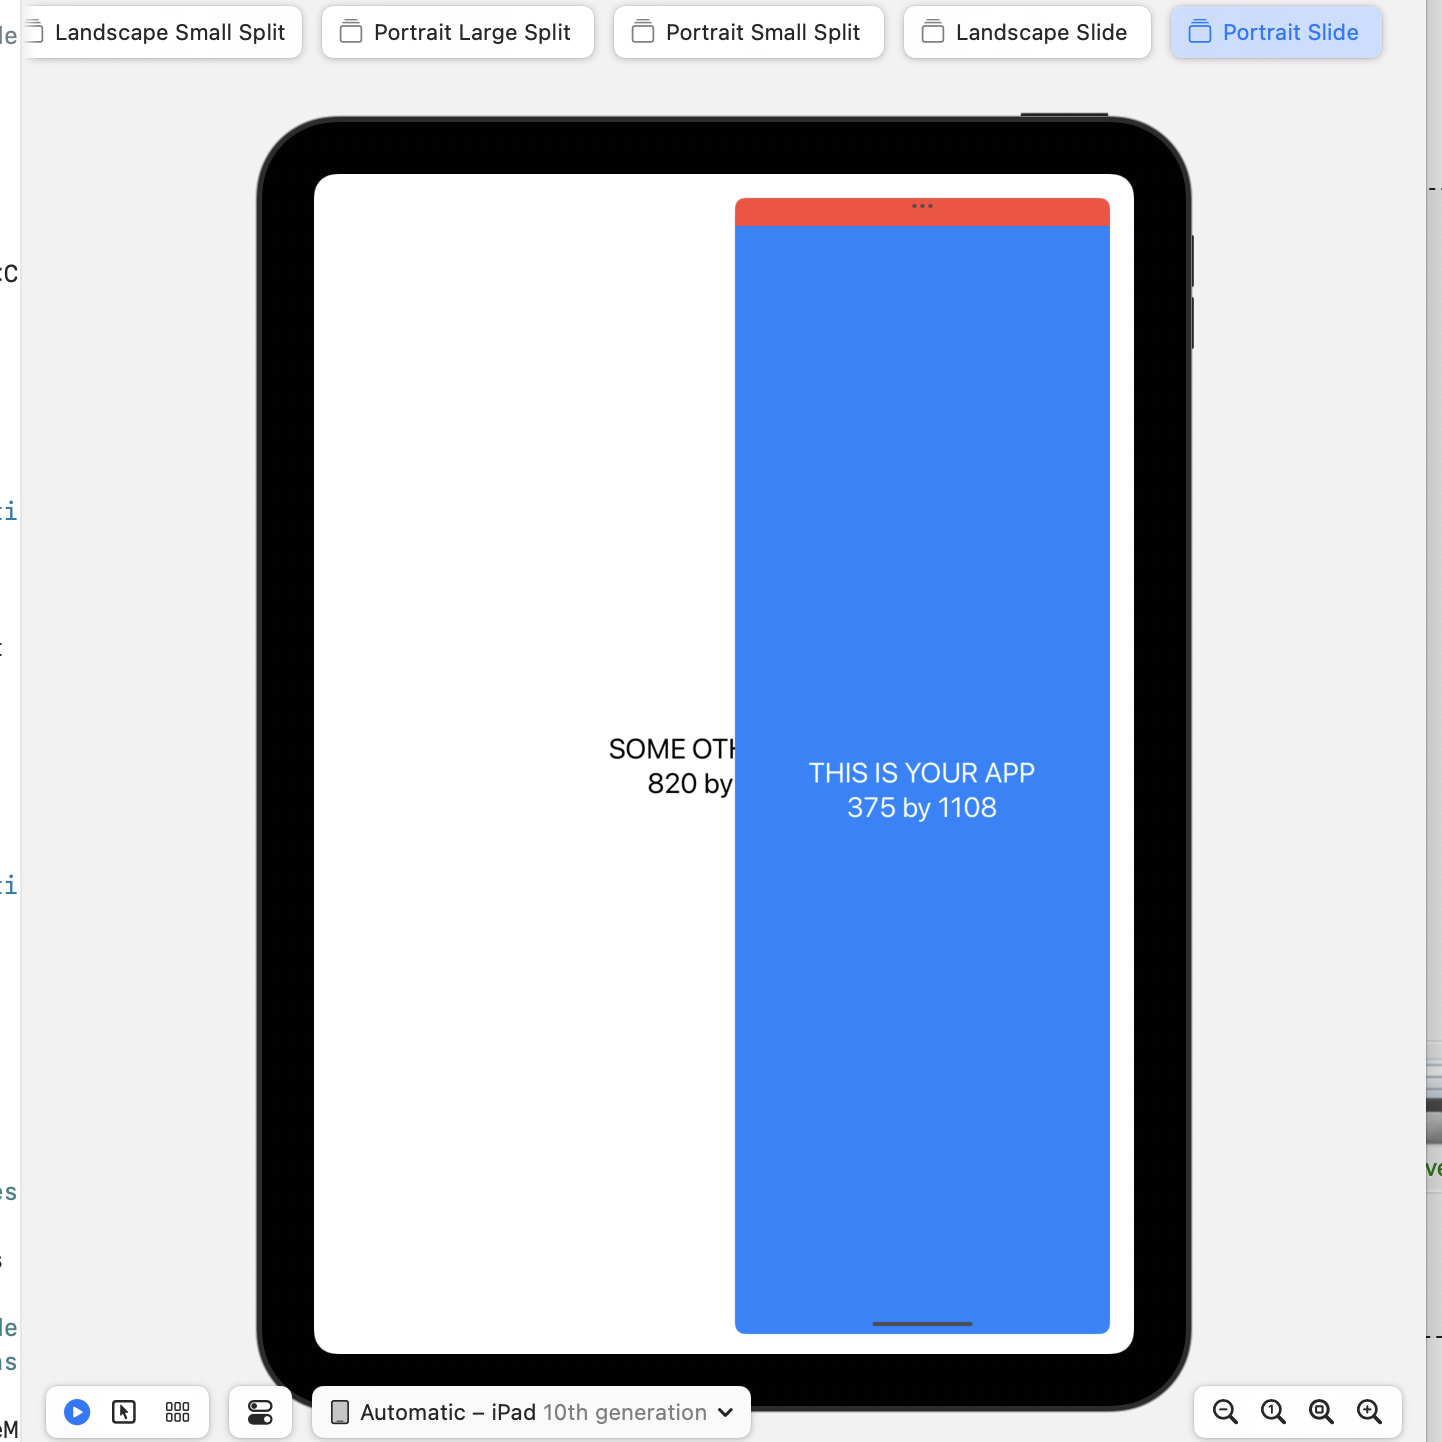 Landscape Small Split
Portrait Large Split
Portrait Small Split
Landscape Slide
Portrait Slide
SOME OTH
820 by
THIS IS YOUR APP
375 by 1108
Automatic – iPad 10th generation